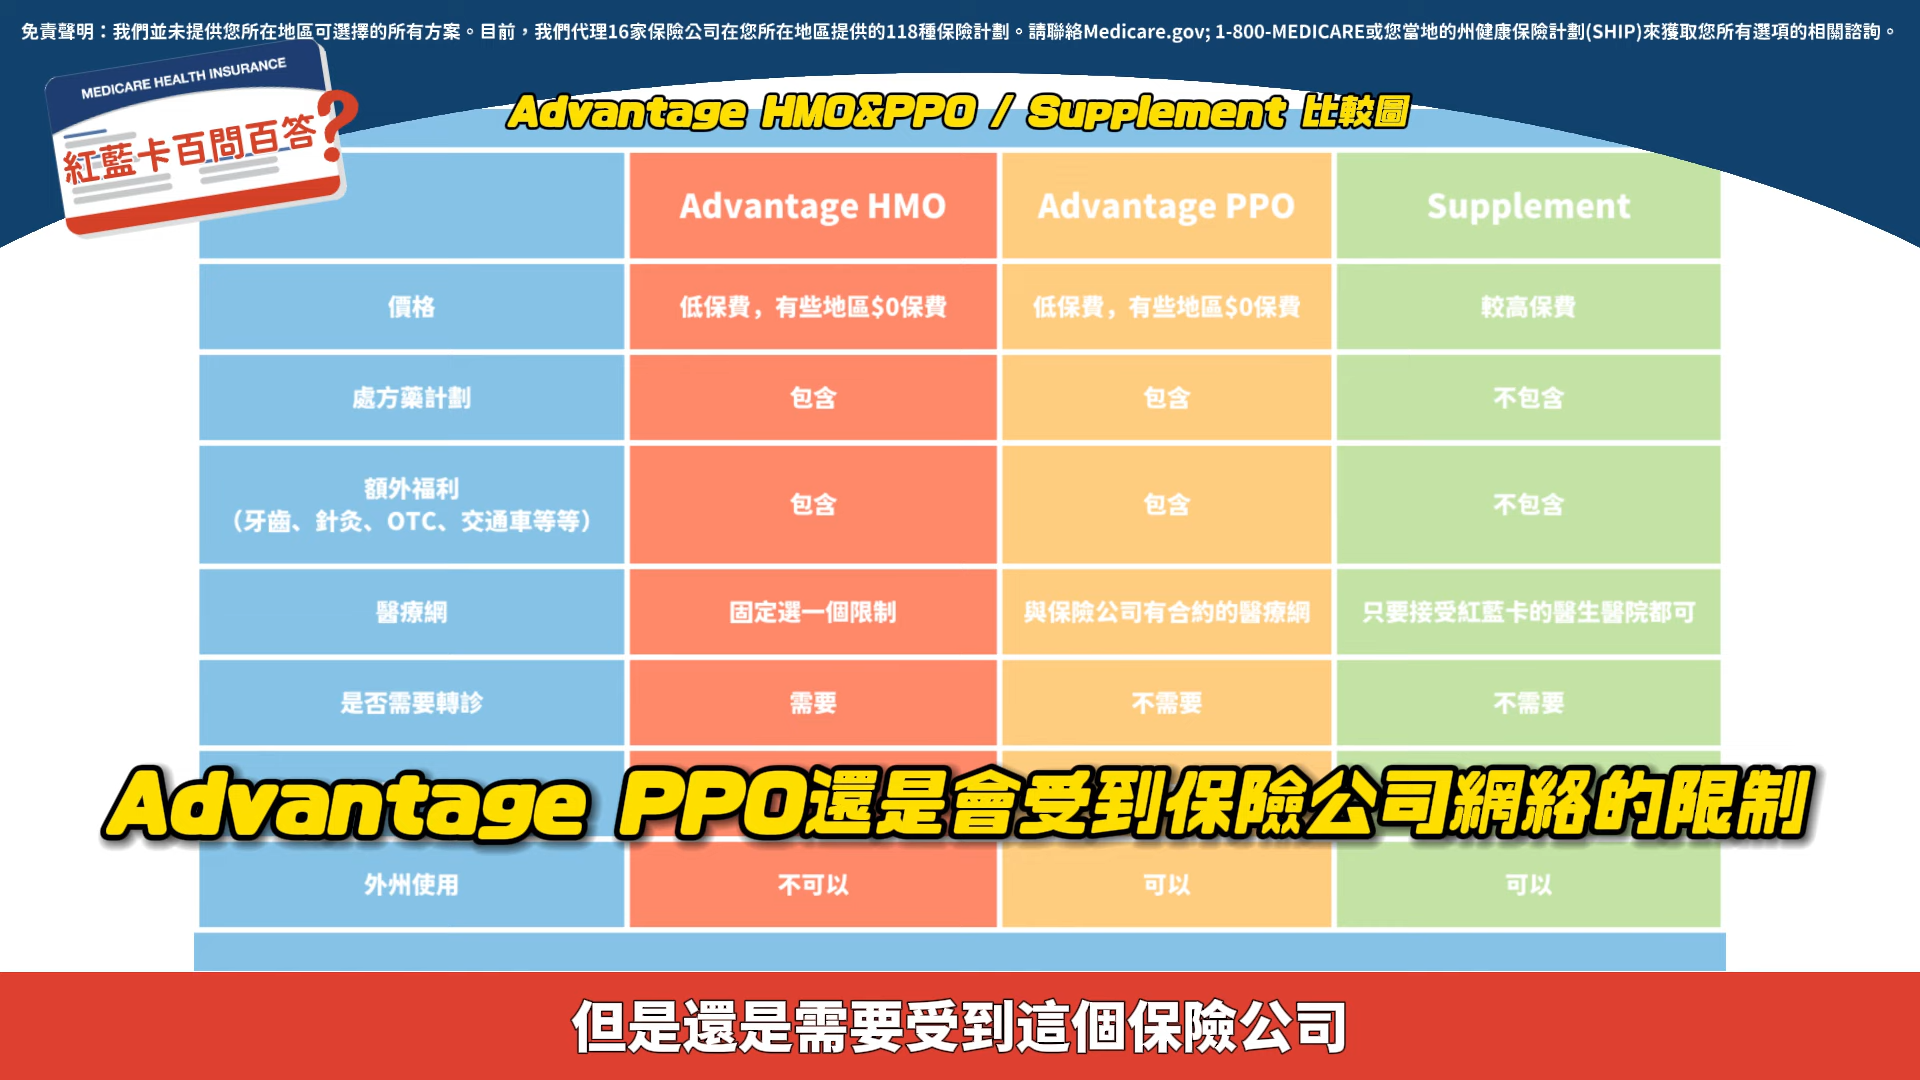 免責聲明：我們並未提供您所在地區可選擇的所有方案。目前，我們代理16家保險公司在您所在地區提供的118種保險計劃。請聯絡Medicare.gov; 1-800-MEDICARE或您當地的州健康保險計劃(SHIP)來獲取您所有選項的相關諮詢。
MEDICARE HEALTH INSURANCE
紅藍卡百問百答?
Advantage HMO&PPO / Supplement 比較圖
Advantage HMO Advantage PPO Supplement
價格 低保費，有些地區$0保費 低保費，有些地區$0保費 較高保費
處方藥計劃 包含 包含 不包含
額外福利
（牙齒、針灸、OTC、交通車等等） 包含 包含 不包含
醫療網 固定選一個限制 與保險公司有合約的醫療網 只要接受紅藍卡的醫生醫院都可
是否需要轉診 需要 不需要 不需要
Advantage PPO還是會受到保險公司網絡的限制
外州使用 不可以 可以 可以
但是還是需要受到這個保險公司